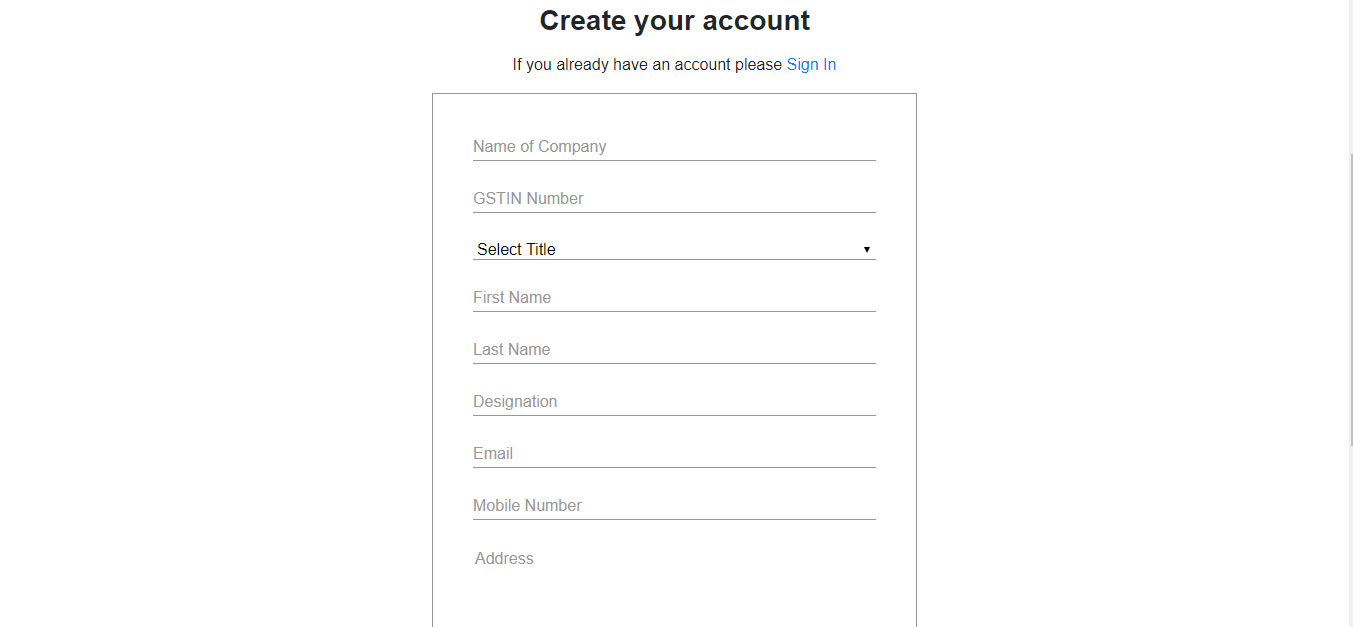 Create your account
If you already have an account please Sign In
Name of Company
GSTIN Number
Select Title
First Name
Last Name
Designation
Email
Mobile Number
Address